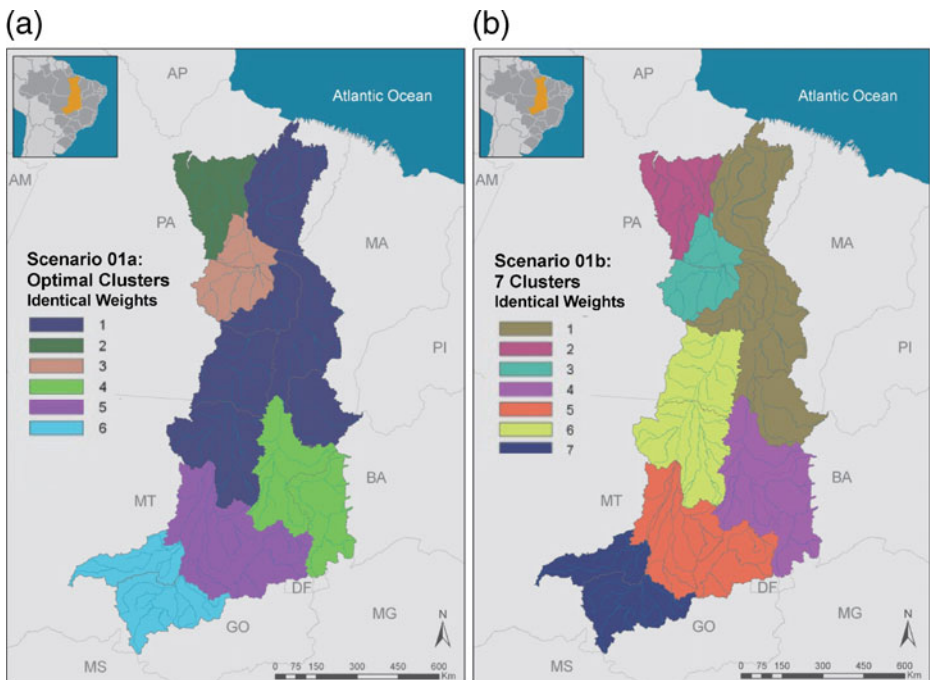 (a)
AP
Atlantic Ocean
AM
PA
MA
Scenario 01a:
Optimal Clusters
Identical Weights
1
2
3
4
5
6
PI
BA
MT
DF
GO
MG
MS
N
0 75 150 300 450 600
Km
(b)
AP
Atlantic Ocean
AM
PA
MA
Scenario 01b:
7 Clusters
Identical Weights
1
2
3
4
5
6
7
PI
BA
MT
DF
GO
MG
MS
N
0 75 150 300 450 600
Km